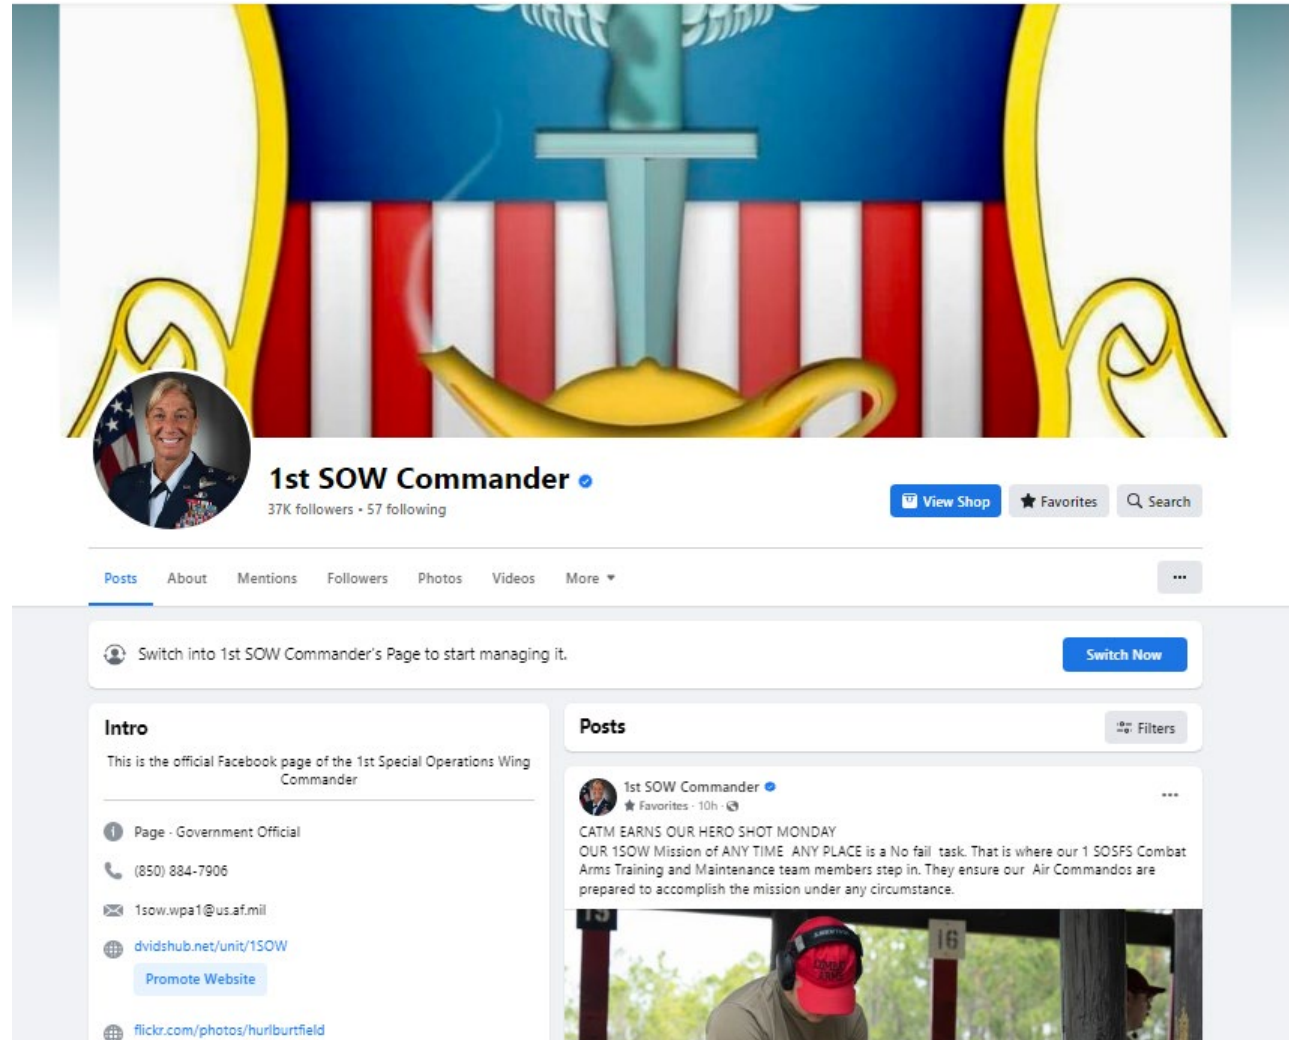 1st SOW Commander
37K followers • 57 following
View Shop
Favorites
Search
Posts
About
Mentions
Followers
Photos
Videos
More
Switch into 1st SOW Commander's Page to start managing it.
Switch Now
Intro
This is the official Facebook page of the 1st Special Operations Wing
Commander
Page · Government Official
(850) 884-7906
1sow.wpa1@us.af.mil
dvidshub.net/unit/1SOW
Promote Website
flickr.com/photos/hurlburtfield
Posts
Filters
1st SOW Commander
Favorites · 10h ·
CATM EARNS OUR HERO SHOT MONDAY
OUR 1SOW Mission of ANY TIME ANY PLACE is a No fail task. That is where our 1 SOSFS Combat
Arms Training and Maintenance team members step in. They ensure our Air Commandos are
prepared to accomplish the mission under any circumstance.
15
16
COMBAT
ARMS